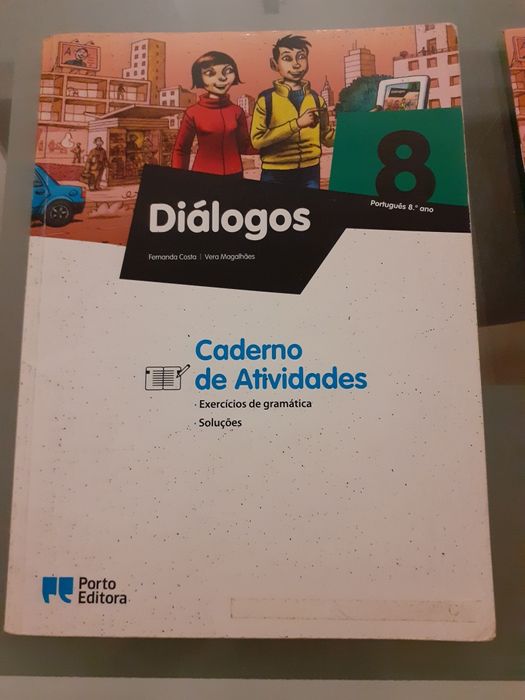 8
Português 8.º ano
Diálogos
Fernanda Costa | Vera Magalhães
Caderno
de Atividades
· Exercícios de gramática
· Soluções
Porto
Editora